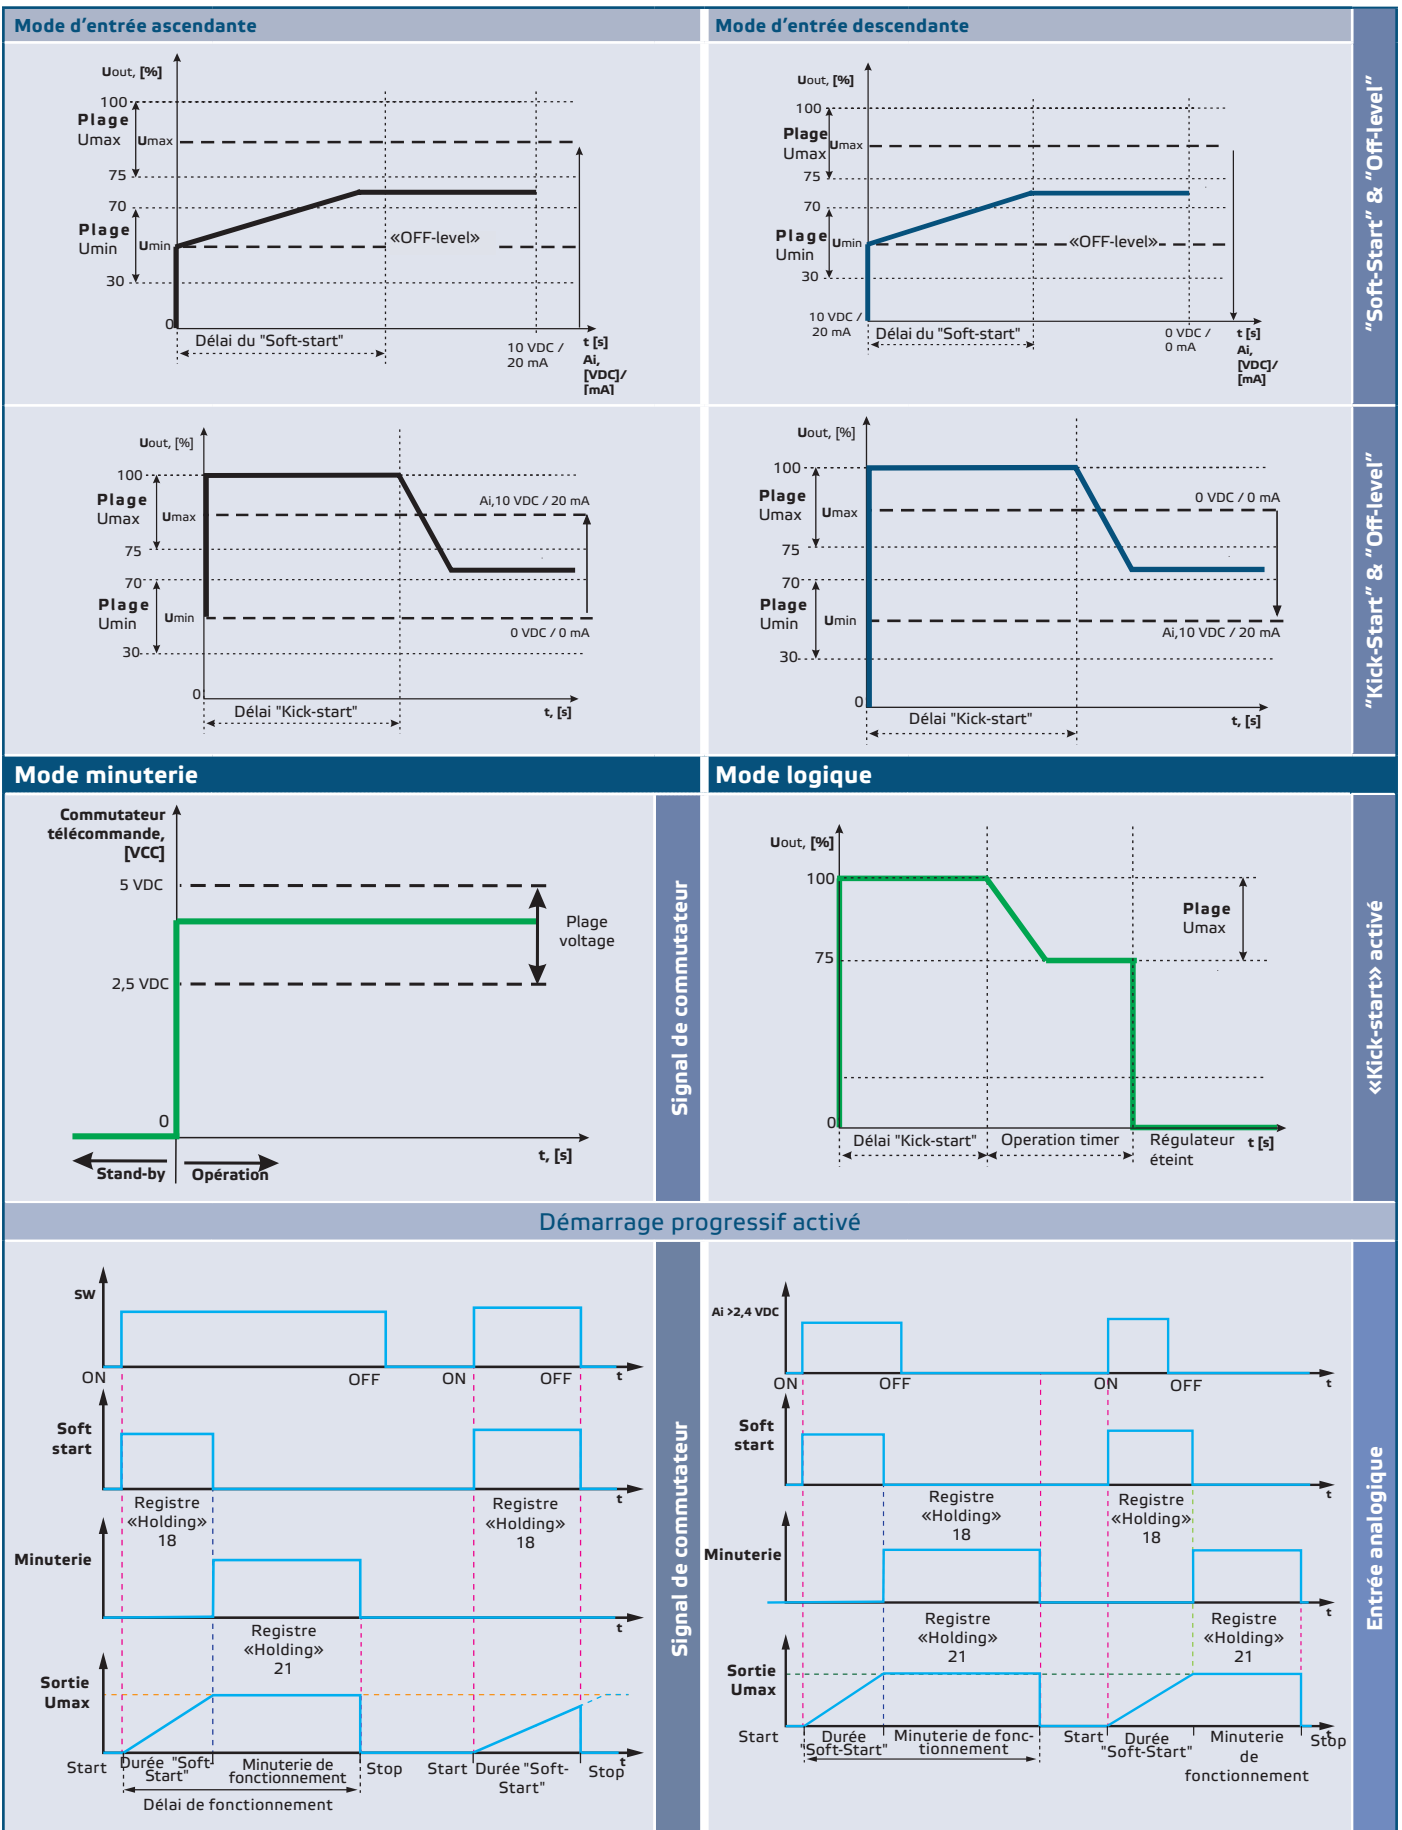 Mode d'entrée ascendante
Uout, [%]
100
Plage
Umax
Umax
75
70
Plage
Umin
Umin
«OFF-level»
30
0
Délai du "Soft-start"
10 VDC /
20 mA
t [s]
Ai,
[VDC]/
[mA]
Mode d'entrée descendante
Uout, [%]
100
Plage
Umax
Umax
75
70
Plage
Umin
Umin
«OFF-level»
30
10 VDC /
20 mA
Délai du "Soft-start"
0 VDC /
0 mA
t [s]
Ai,
[VDC]/
[mA]
"Soft-Start" & "Off-level"
Uout, [%]
100
Plage
Umax
Umax
Ai,10 VDC / 20 mA
75
70
Plage
Umin
Umin
0 VDC / 0 mA
30
0
Délai "Kick-start"
t, [s]
Uout, [%]
100
Plage
Umax
Umax
0 VDC / 0 mA
75
70
Plage
Umin
Umin
Ai,10 VDC / 20 mA
30
0
Délai "Kick-start"
t, [s]
"Kick-Start" & "Off-level"
Mode minuterie
Commutateur
télécommande,
[VCC]
5 VDC
Plage
voltage
2,5 VDC
0
t, [s]
Stand-by
Opération
Signal de commutateur
Mode logique
Uout, [%]
100
Plage
Umax
75
0
Délai "Kick-start"
Operation timer
Régulateur
éteint
t [s]
«Kick-start» activé
Démarrage progressif activé
SW
ON
OFF
ON
OFF
t
Soft
start
t
Registre
«Holding»
18
Registre
«Holding»
18
Minuterie
t
Registre
«Holding»
21
Sortie
Umax
t
Start
Durée "Soft-
Start"
Minuterie de
fonctionnement
Stop
Start
Durée "Soft-
Start"
Stop
Délai de fonctionnement
Signal de commutateur
Ai >2,4 VDC
ON
OFF
ON
OFF
t
Soft
start
t
Registre
«Holding»
18
Registre
«Holding»
18
Minuterie
t
Registre
«Holding»
21
Registre
«Holding»
21
Sortie
Umax
Start
Durée
"Soft-Start"
Minuterie de fonc-
tionnement
Start
Durée
"Soft-Start"
Minuterie
de
fonctionnement
t
Stop
Entrée analogique